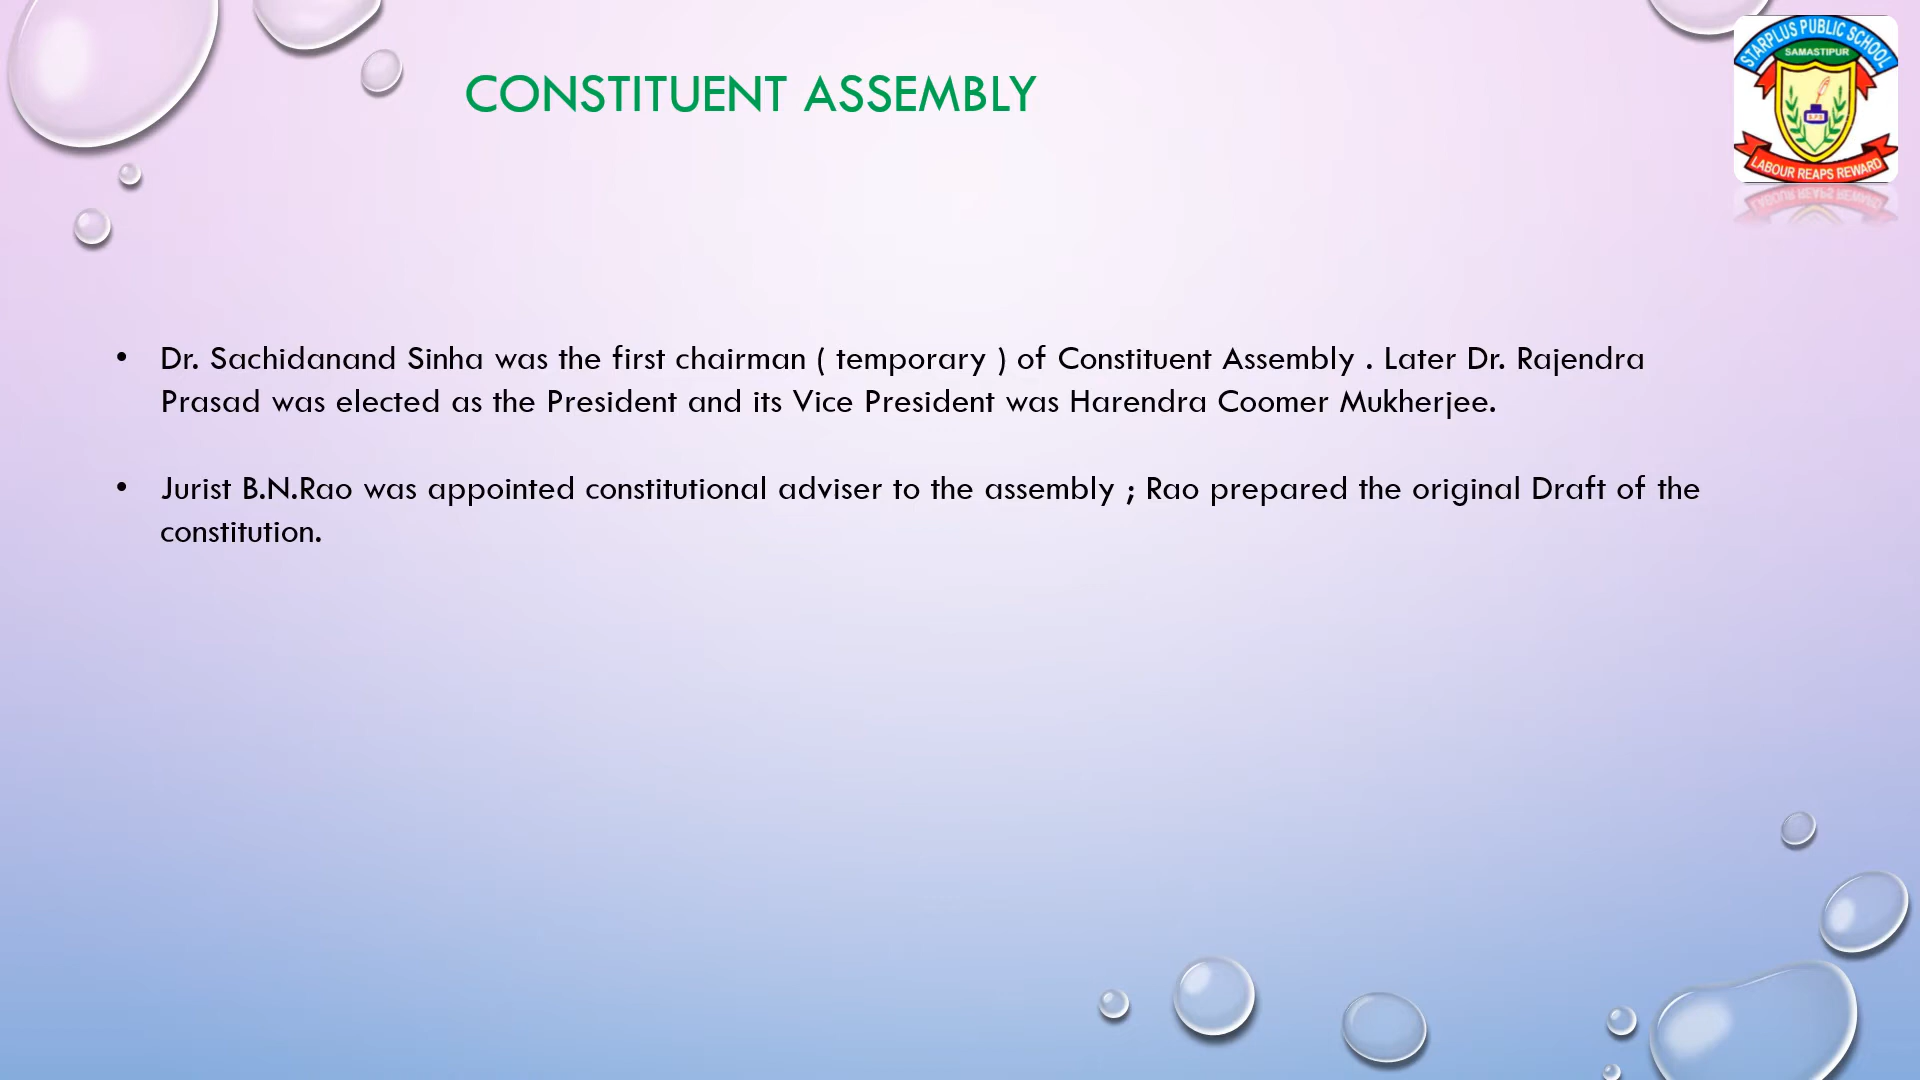 CONSTITUENT ASSEMBLY
STARPLUS PUBLIC SCHOOL
SAMASTIPUR
S.P.S
LABOUR REAPS REWARD
• Dr. Sachidanand Sinha was the first chairman ( temporary ) of Constituent Assembly . Later Dr. Rajendra
Prasad was elected as the President and its Vice President was Harendra Coomer Mukherjee.
• Jurist B.N.Rao was appointed constitutional adviser to the assembly ; Rao prepared the original Draft of the
constitution.